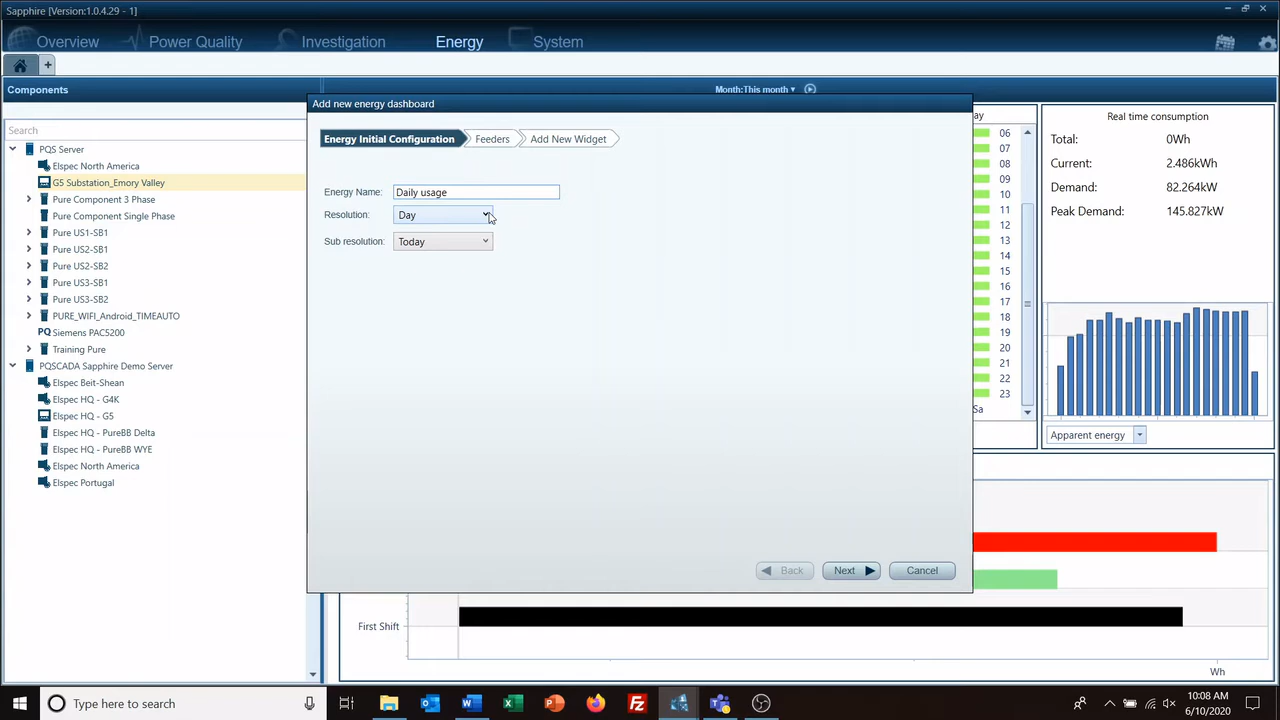 Sapphire [Version:1.0.4.29 - 1]
Overview
Power Quality
Investigation
Energy
System
+
Components
Month:This month
Search
PQS Server
Elspec North America
G5 Substation_Emory Valley
Pure Component 3 Phase
Pure Component Single Phase
Pure US1-SB1
Pure US2-SB1
Pure US2-SB2
Pure US3-SB1
Pure US3-SB2
PURE_WIFI_Android_TIMEAUTO
PQ Siemens PAC5200
Training Pure
PQSCADA Sapphire Demo Server
Elspec Beit-Shean
Elspec HQ - G4K
Elspec HQ - G5
Elspec HQ - PureBB Delta
Elspec HQ - PureBB WYE
Elspec North America
Elspec Portugal
Add new energy dashboard
Energy Initial Configuration
Feeders
Add New Widget
Energy Name: Daily usage
Resolution: Day
Sub resolution: Today
Back
Next
Cancel
ay
06
07
08
09
10
11
12
13
14
15
16
17
18
19
20
21
22
23
Sa
Real time consumption
Total: 0Wh
Current: 2.486kWh
Demand: 82.264kW
Peak Demand: 145.827kW
Apparent energy
First Shift
Wh
Type here to search
10:08 AM
6/10/2020